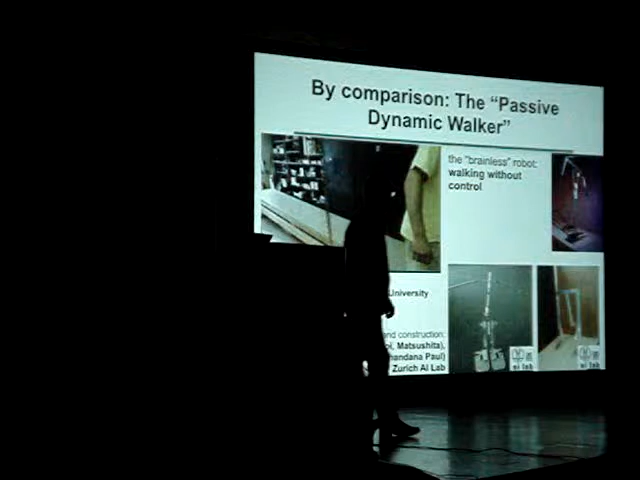 By comparison: The “Passive
Dynamic Walker”
the “brainless” robot:
walking without
control
University
and construction:
Matsushita),
Paul)
Zurich AI Lab
ai lab
ai lab